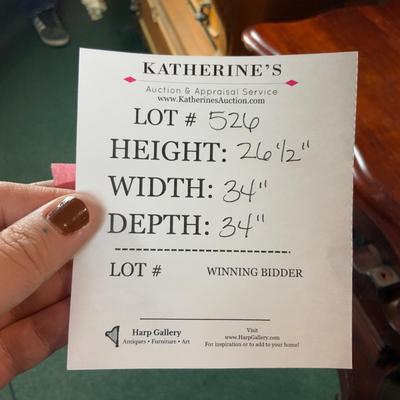 KATHERINE'S
Auction & Appraisal Service
www.KatherinesAuction.com
LOT # 526
HEIGHT: 26 1/2"
WIDTH: 34"
DEPTH: 34"
LOT # WINNING BIDDER
Harp Gallery
Antiques • Furniture • Art
Visit
www.HarpGallery.com
For inspiration or to add to your home!